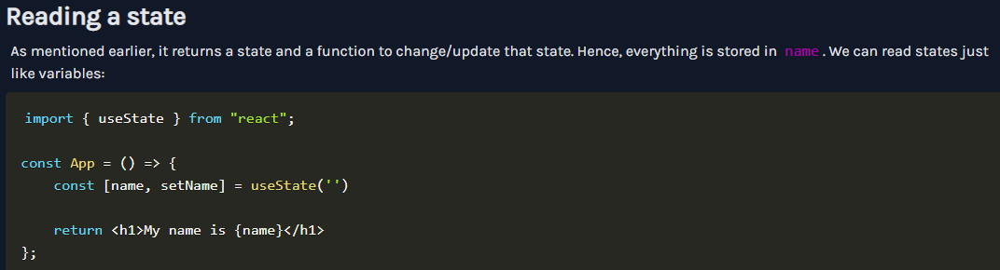 Reading a state
As mentioned earlier, it returns a state and a function to change/update that state. Hence, everything is stored in name. We can read states just
like variables:
import { useState } from "react";
const App = () => {
    const [name, setName] = useState('')
    return <h1>My name is {name}</h1>
};